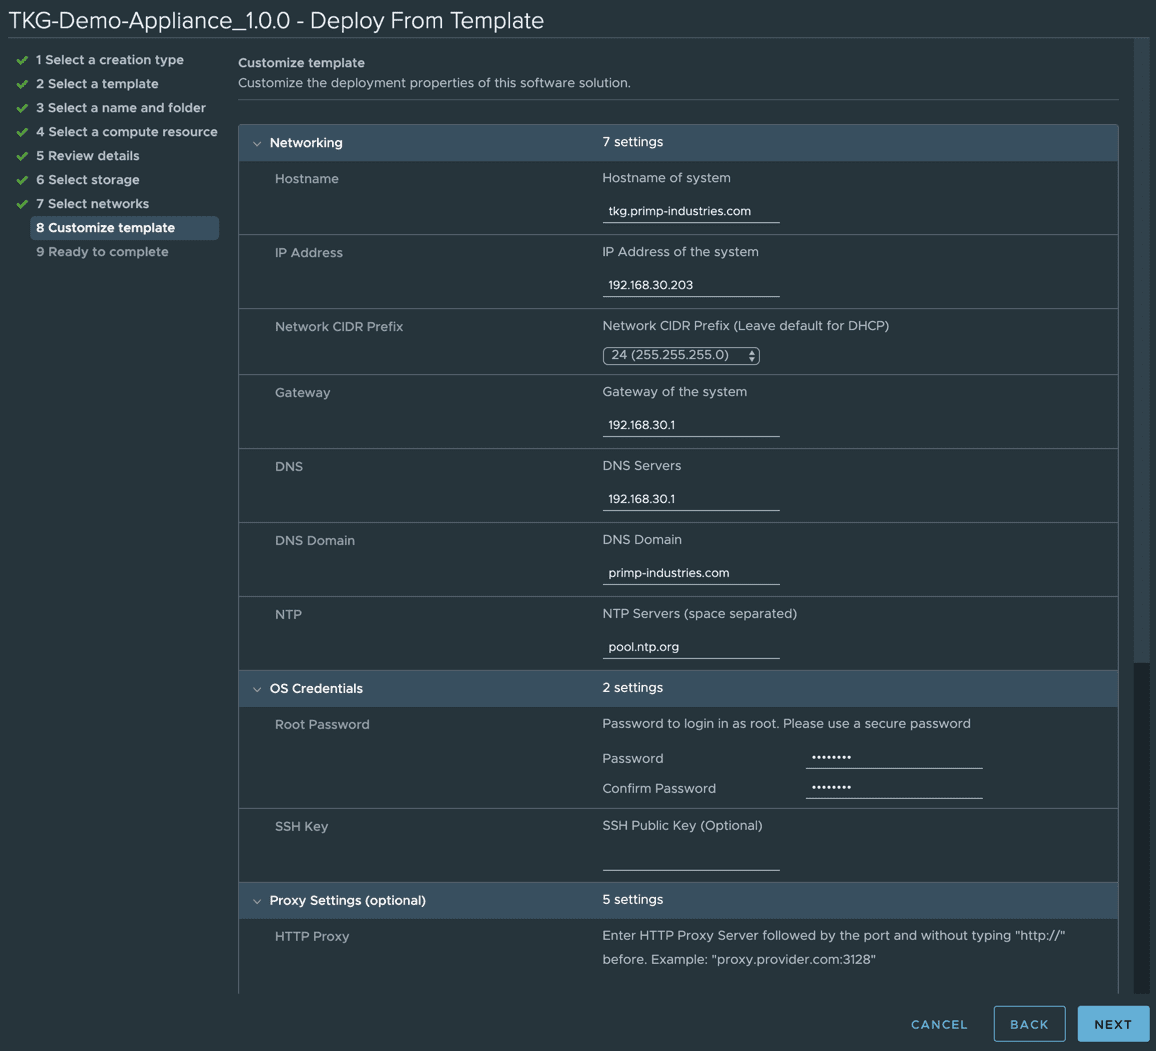 TKG-Demo-Appliance_1.0.0 - Deploy From Template
1 Select a creation type
2 Select a template
3 Select a name and folder
4 Select a compute resource
5 Review details
6 Select storage
7 Select networks
8 Customize template
9 Ready to complete
Customize template
Customize the deployment properties of this software solution.
Networking 7 settings
Hostname Hostname of system
tkg.primp-industries.com
IP Address IP Address of the system
192.168.30.203
Network CIDR Prefix Network CIDR Prefix (Leave default for DHCP)
24 (255.255.255.0)
Gateway Gateway of the system
192.168.30.1
DNS DNS Servers
192.168.30.1
DNS Domain DNS Domain
primp-industries.com
NTP NTP Servers (space separated)
pool.ntp.org
OS Credentials 2 settings
Root Password Password to login in as root. Please use a secure password
Password ••••••••
Confirm Password ••••••••
SSH Key SSH Public Key (Optional)
Proxy Settings (optional) 5 settings
HTTP Proxy Enter HTTP Proxy Server followed by the port and without typing "http://"
before. Example: "proxy.provider.com:3128"
CANCEL BACK NEXT